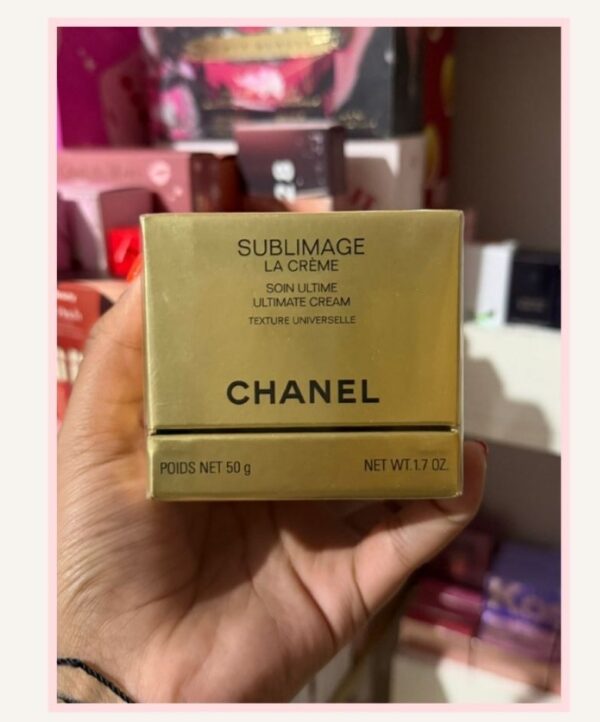 SUBLIMAGE
LA CRÈME
SOIN ULTIME
ULTIMATE CREAM
TEXTURE UNIVERSELLE
CHANEL
POIDS NET 50 g
NET WT.1.7 OZ.